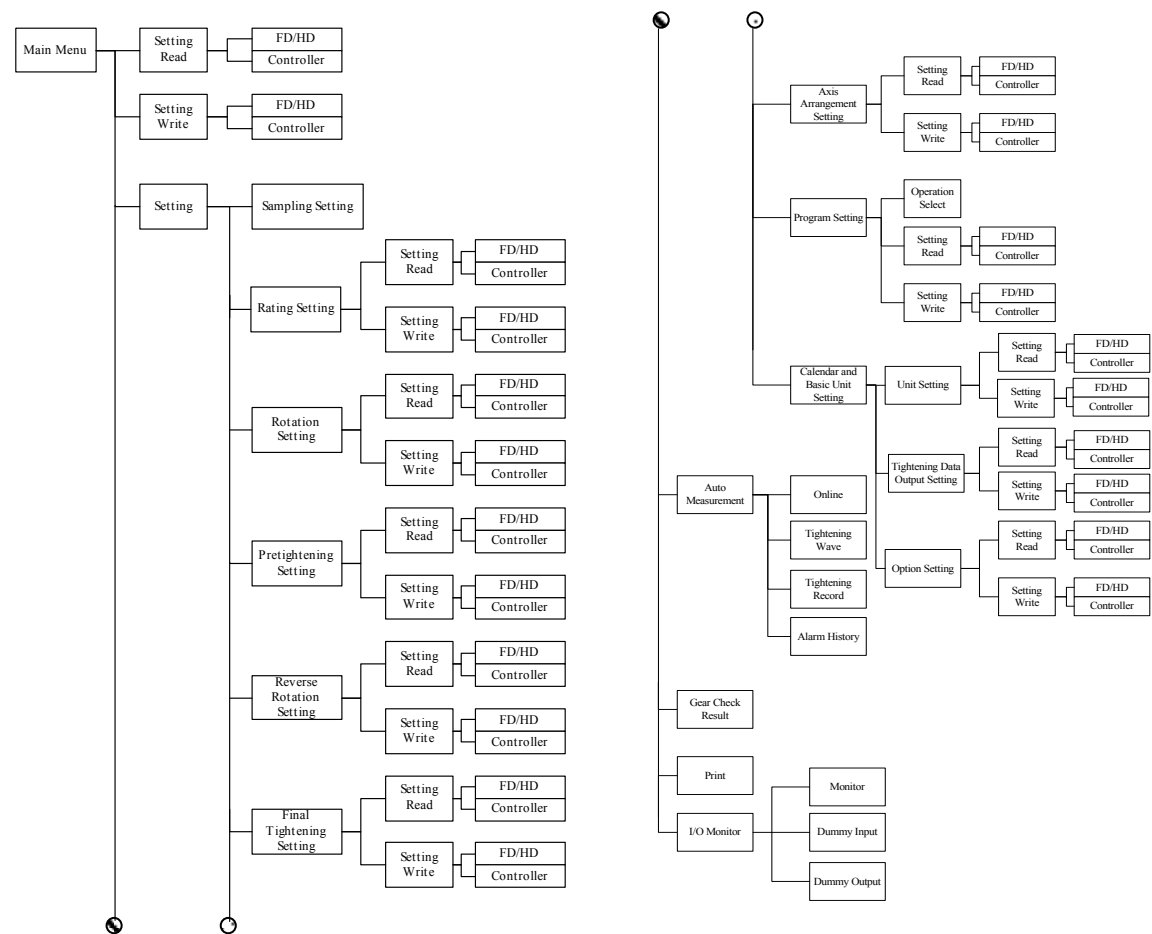 Main Menu
Setting
Read
FD/HD
Controller
Setting
Write
FD/HD
Controller
Setting
Sampling Setting
Rating Setting
Setting
Read
FD/HD
Controller
Setting
Write
FD/HD
Controller
Rotation
Setting
Setting
Read
FD/HD
Controller
Setting
Write
FD/HD
Controller
Pretightening
Setting
Setting
Read
FD/HD
Controller
Setting
Write
FD/HD
Controller
Reverse
Rotation
Setting
Setting
Read
FD/HD
Controller
Setting
Write
FD/HD
Controller
Final
Tightening
Setting
Setting
Read
FD/HD
Controller
Setting
Write
FD/HD
Controller
Axis
Arrangement
Setting
Setting
Read
FD/HD
Controller
Setting
Write
FD/HD
Controller
Program Setting
Operation
Select
Setting
Read
FD/HD
Controller
Setting
Write
FD/HD
Controller
Calendar and
Basic Unit
Setting
Unit Setting
Setting
Read
FD/HD
Controller
Setting
Write
FD/HD
Controller
Tightening Data
Output Setting
Setting
Read
FD/HD
Controller
Setting
Write
FD/HD
Controller
Option Setting
Setting
Read
FD/HD
Controller
Setting
Write
FD/HD
Controller
Auto
Measurement
Online
Tightening
Wave
Tightening
Record
Alarm History
Gear Check
Result
Print
I/O Monitor
Monitor
Dummy Input
Dummy Output